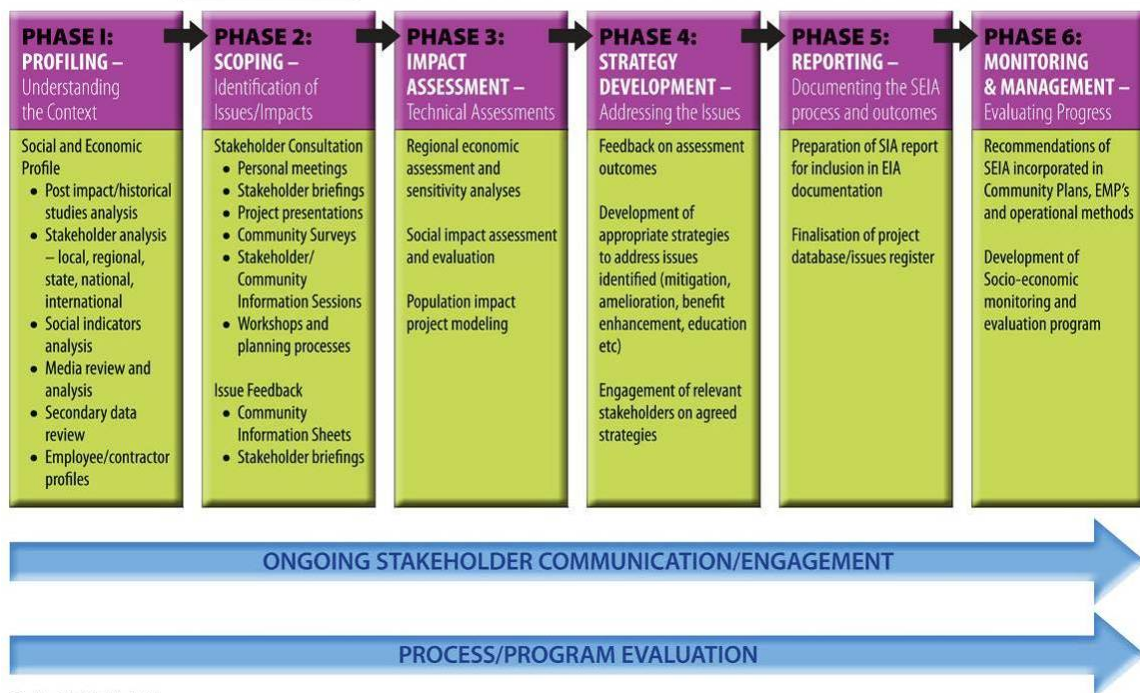 PHASE I:
PROFILING –
Understanding
the Context
Social and Economic
Profile
• Post impact/historical
studies analysis
• Stakeholder analysis
– local, regional,
state, national,
international
• Social indicators
analysis
• Media review and
analysis
• Secondary data
review
• Employee/contractor
profiles
PHASE 2:
SCOPING –
Identification of
Issues/Impacts
Stakeholder Consultation
• Personal meetings
• Stakeholder briefings
• Project presentations
• Community Surveys
• Stakeholder/
Community
Information Sessions
• Workshops and
planning processes
Issue Feedback
• Community
Information Sheets
• Stakeholder briefings
PHASE 3:
IMPACT
ASSESSMENT –
Technical Assessments
Regional economic
assessment and
sensitivity analyses
Social impact assessment
and evaluation
Population impact
project modeling
PHASE 4:
STRATEGY
DEVELOPMENT –
Addressing the Issues
Feedback on assessment
outcomes
Development of
appropriate strategies
to address issues
identified (mitigation,
amelioration, benefit
enhancement, education
etc)
Engagement of relevant
stakeholders on agreed
strategies
PHASE 5:
REPORTING –
Documenting the SEIA
process and outcomes
Preparation of SIA report
for inclusion in EIA
documentation
Finalisation of project
database/issues register
PHASE 6:
MONITORING
& MANAGEMENT –
Evaluating Progress
Recommendations of
SEIA incorporated in
Community Plans, EMP's
and operational methods
Development of
Socio-economic
monitoring and
evaluation program
ONGOING STAKEHOLDER COMMUNICATION/ENGAGEMENT
PROCESS/PROGRAM EVALUATION